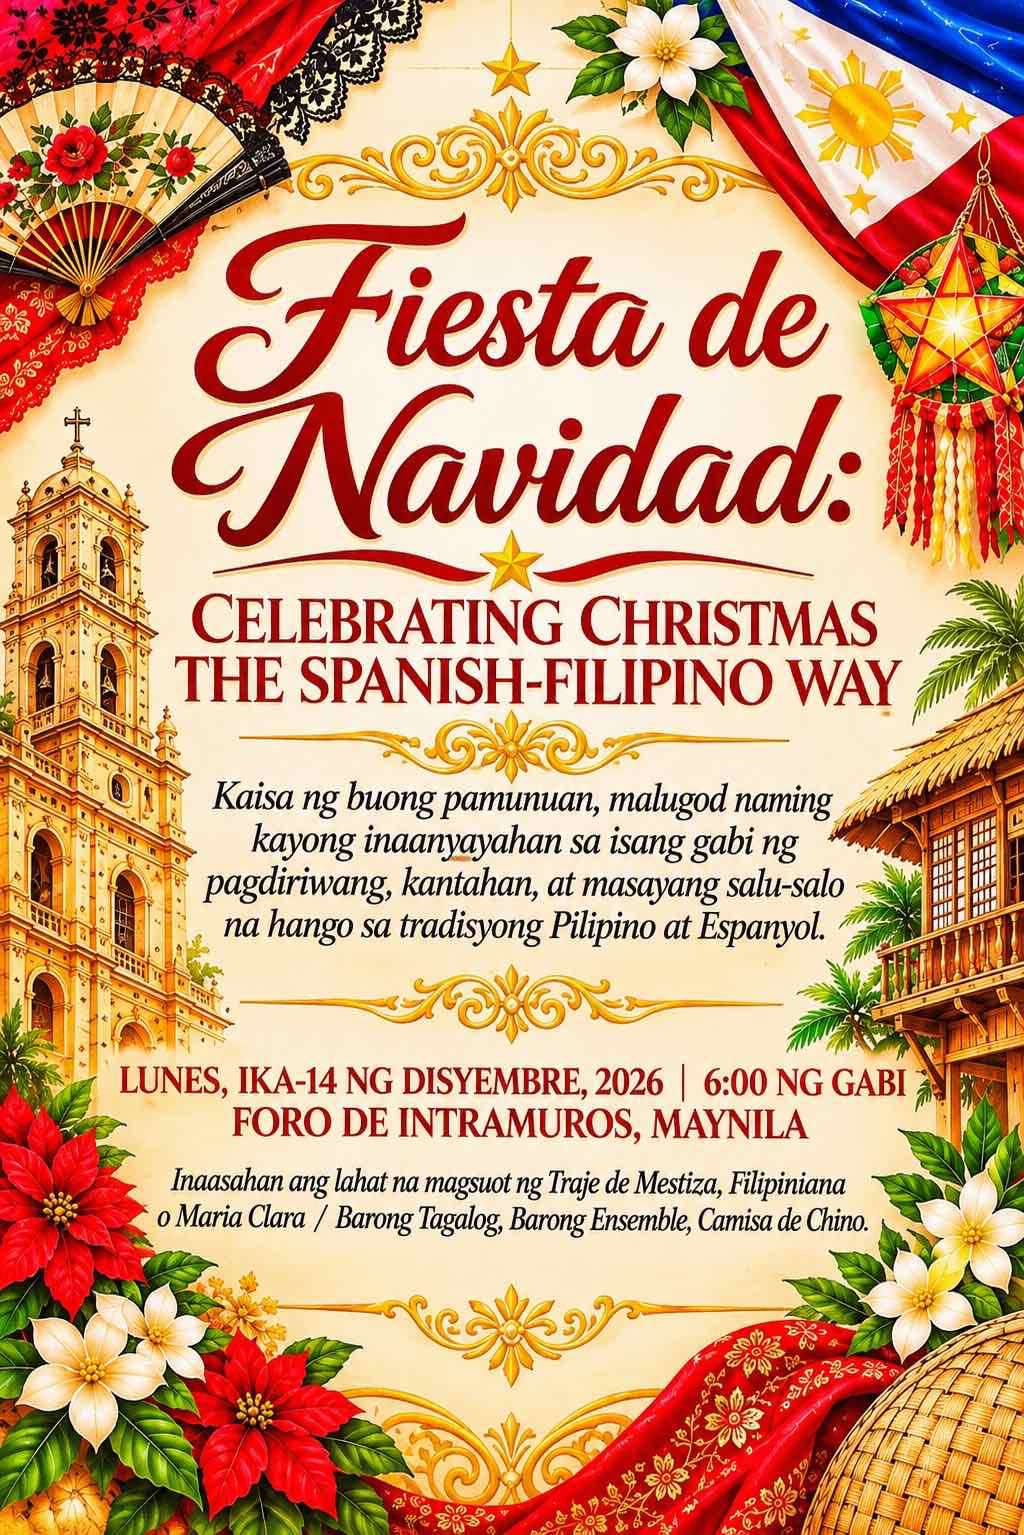 Fiesta de
Navidad:
CELEBRATING CHRISTMAS
THE SPANISH-FILIPINO WAY
Kaisa ng buong pamunuan, malugod naming
kayong inaanyayahan sa isang gabi ng
pagdiriwang, kantahan, at masayang salu-salo
na hango sa tradisyong Pilipino at Espanyol.
LUNES, IKA-14 NG DISYEMBRE, 2026 | 6:00 NG GABI
FORO DE INTRAMUROS, MAYNILA
Inaasahan ang lahat na magsuot ng Traje de Mestiza, Filipiniana
o Maria Clara / Barong Tagalog, Barong Ensemble, Camisa de Chino.